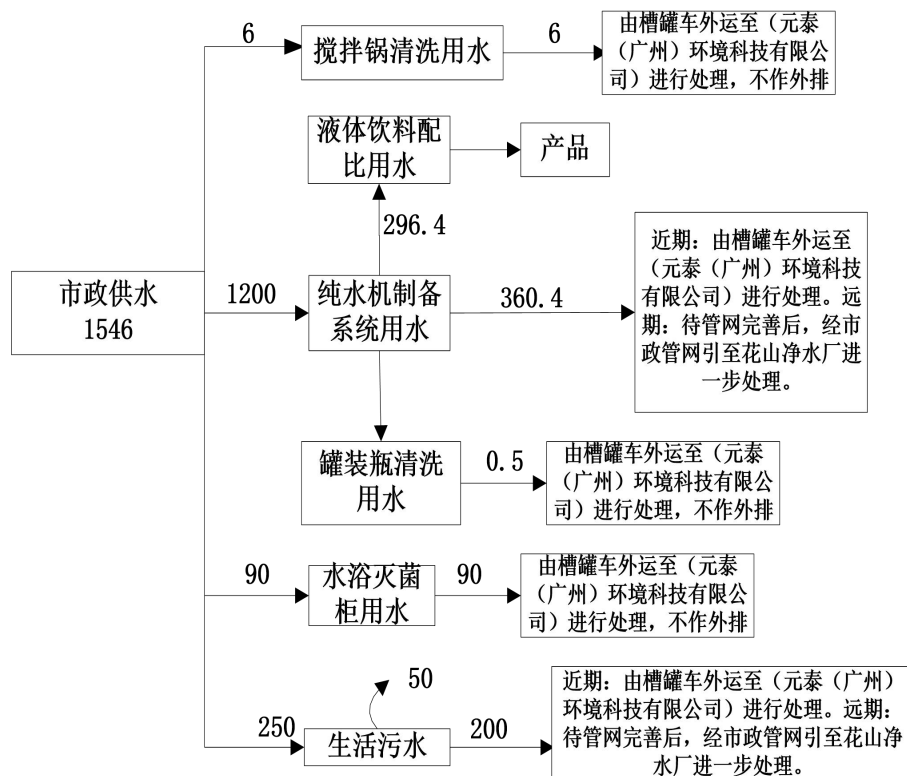 6
搅拌锅清洗用水
6
由槽罐车外运至（元泰
（广州）环境科技有限公
司）进行处理，不作外排
液体饮料配
比用水
产品
296.4
市政供水
1546
1200
纯水机制备
系统用水
360.4
近期：由槽罐车外运至
（元泰（广州）环境科技
有限公司）进行处理。远
期：待管网完善后，经市
政管网引至花山净水厂进
一步处理。
罐装瓶清洗
用水
0.5
由槽罐车外运至（元泰
（广州）环境科技有限公
司）进行处理，不作外排
90
水浴灭菌
柜用水
90
由槽罐车外运至（元泰
（广州）环境科技有限公
司）进行处理，不作外排
50
250
生活污水
200
近期：由槽罐车外运至（元泰（广州）
环境科技有限公司）进行处理。远期：
待管网完善后，经市政管网引至花山净
水厂进一步处理。